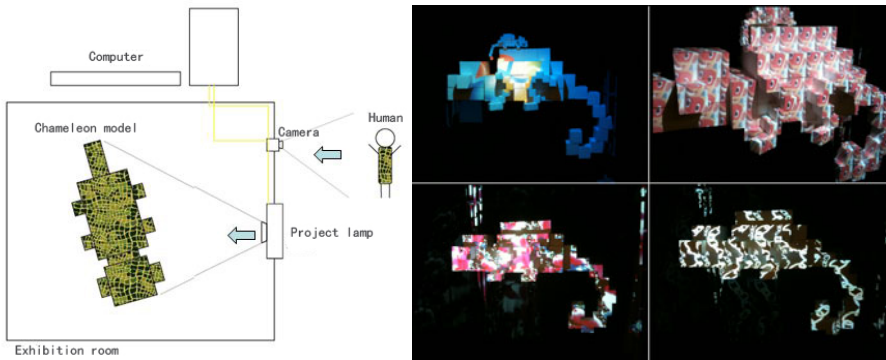 Computer
Human
Camera
Chameleon model
Project lamp
Exhibition room